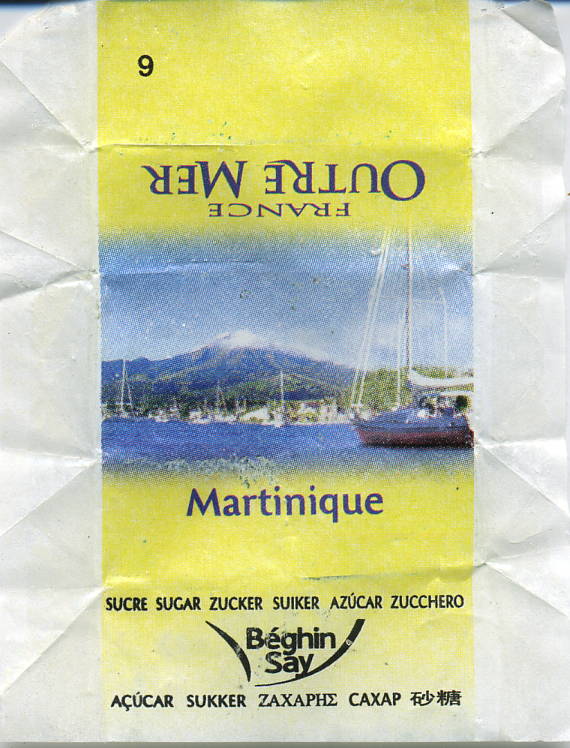 9
OUTRE MER
FRANCE
Martinique
SUCRE SUGAR ZUCKER SUIKER AZÚCAR ZUCCHERO
Béghin
Say
AÇÚCAR SUKKER ΖΑΧΑΡΗΣ САХАР 砂糖